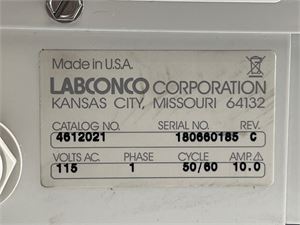 Made in U.S.A.
LABCONCO CORPORATION
KANSAS CITY, MISSOURI 64132
CATALOG NO. SERIAL NO. REV.
4612021 180660185 C
VOLTS AC. PHASE CYCLE AMP.⚠
115 1 50/60 10.0